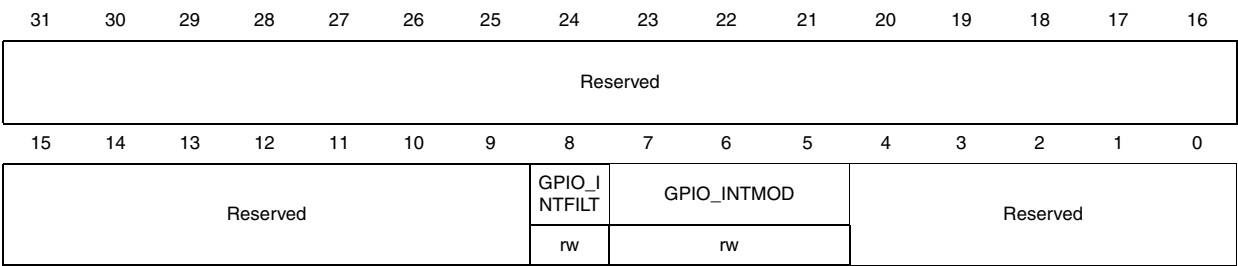 31 30 29 28 27 26 25 24 23 22 21 20 19 18 17 16
Reserved
15 14 13 12 11 10 9 8 7 6 5 4 3 2 1 0
Reserved GPIO_I GPIO_INTMOD Reserved
NTFILT
rw rw